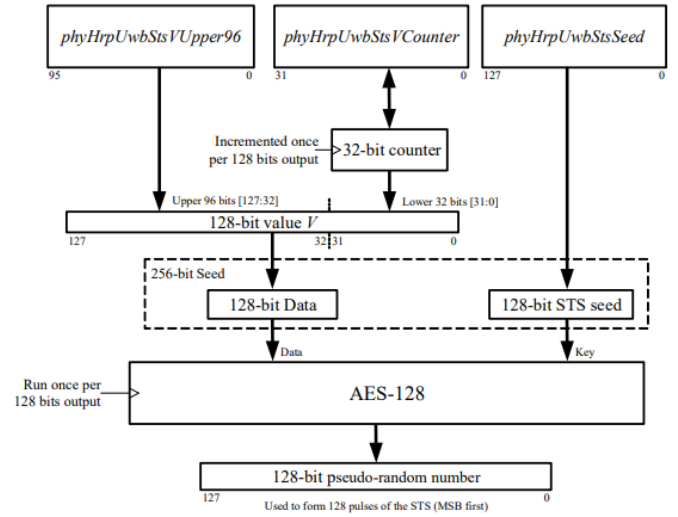 phyHrpUwbStsVUpper96 phyHrpUwbStsVCounter phyHrpUwbStsSeed
95 0 31 0 127 0
Incremented once
per 128 bits output
32-bit counter
Upper 96 bits [127:32] Lower 32 bits [31:0]
128-bit value V
127 32 31 0
256-bit Seed
128-bit Data 128-bit STS seed
Data Key
Run once per
128 bits output
AES-128
128-bit pseudo-random number
127 0
Used to form 128 pulses of the STS (MSB first)